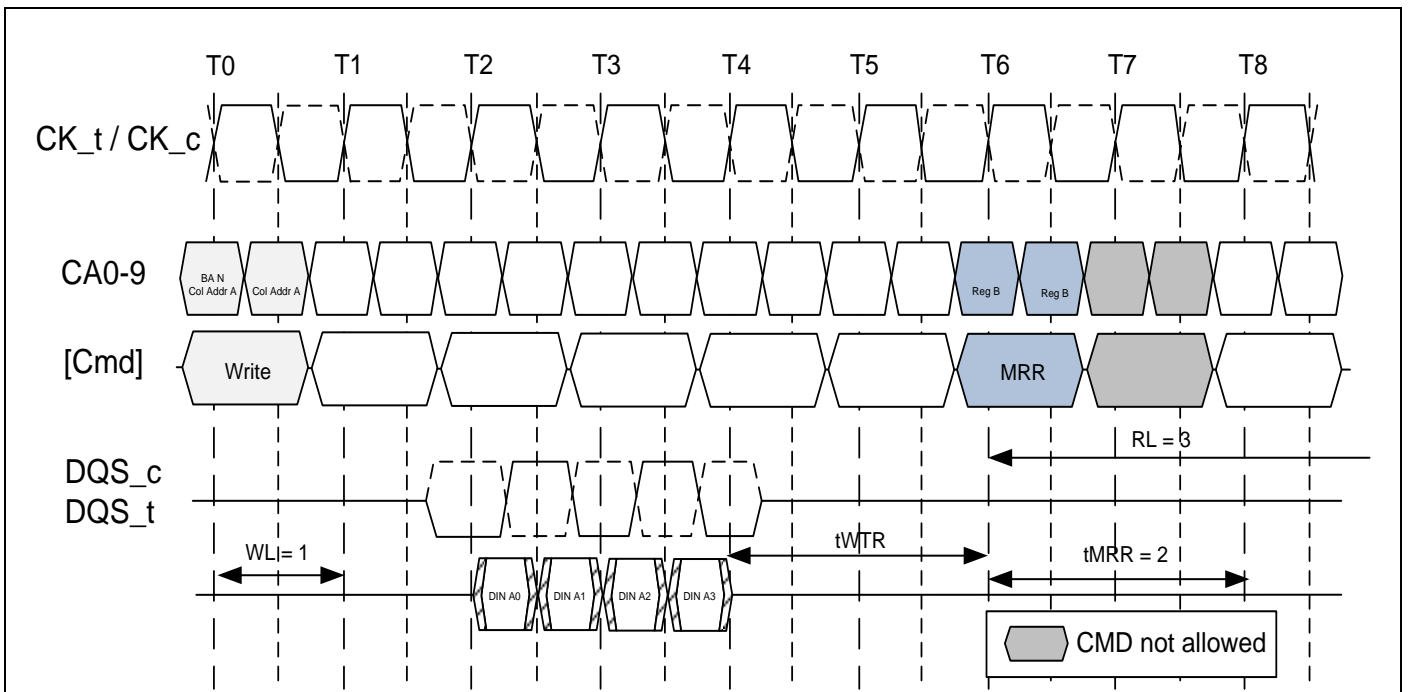 T0 T1 T2 T3 T4 T5 T6 T7 T8
CK_t / CK_c
CA0-9
BA N
Col Addr A
Col Addr A
Reg B
Reg B
[Cmd]
Write
MRR
RL = 3
DQS_c
DQS_t
WL = 1
tWTR
tMRR = 2
DIN A0 DIN A1 DIN A2 DIN A3
CMD not allowed